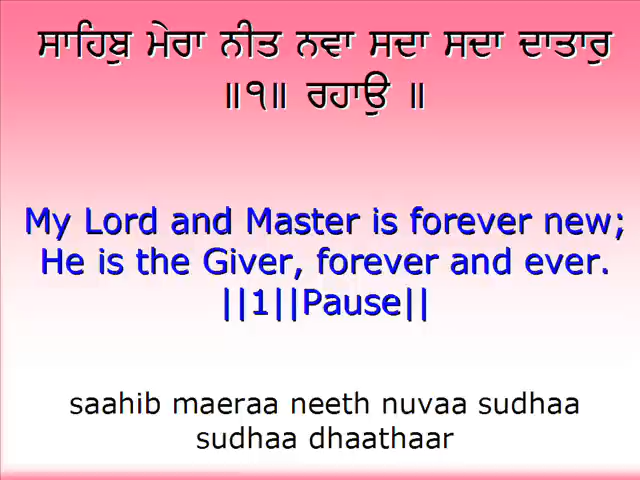 ਸਾਹਿਬੁ ਮੇਰਾ ਨੀਤ ਨਵਾ ਸਦਾ ਸਦਾ ਦਾਤਾਰੁ
॥੧॥ ਰਹਾਉ ॥
My Lord and Master is forever new;
He is the Giver, forever and ever.
||1||Pause||
saahib maeraa neeth nuvaa sudhaa
sudhaa dhaathaar